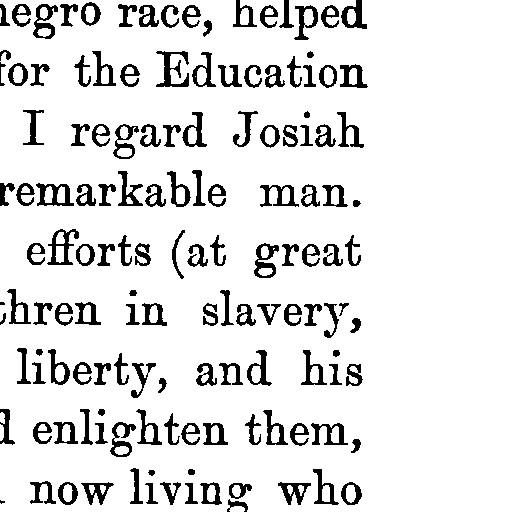 negro race, helped
for the Education
I regard Josiah
remarkable man.
efforts (at great
thren in slavery,
liberty, and his
enlighten them,
now living who